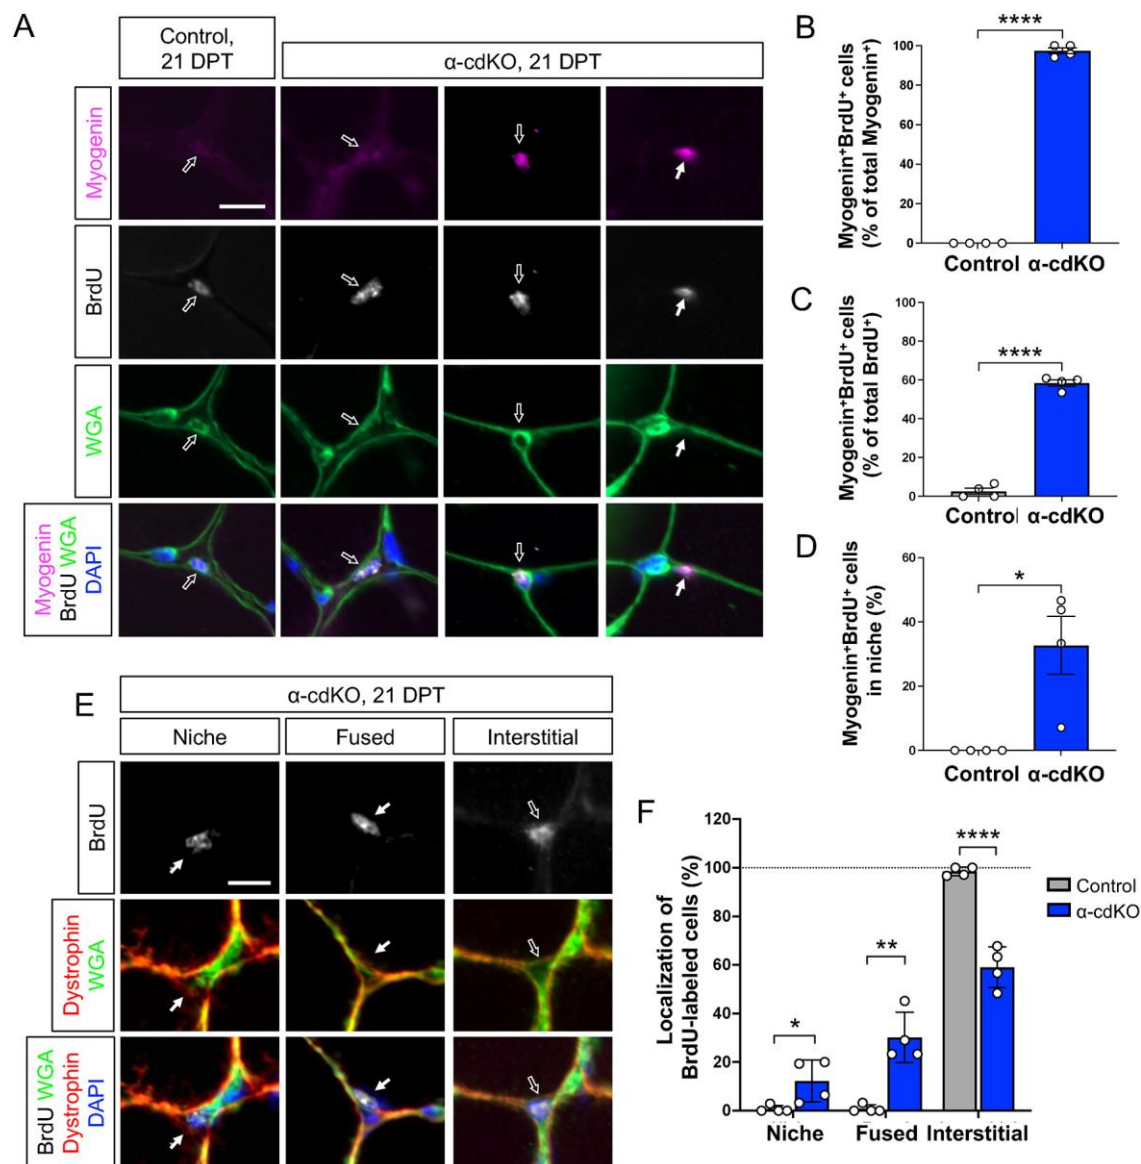 A
Control,
21 DPT
α-cdKO, 21 DPT
Myogenin
BrdU
WGA
Myogenin
BrdU WGA
DAPI
B
Myogenin⁺BrdU⁺ cells
(% of total Myogenin⁺)
100
80
60
40
20
0
****
Control α-cdKO
C
Myogenin⁺BrdU⁺ cells
(% of total BrdU⁺)
100
80
60
40
20
0
****
Control α-cdKO
D
Myogenin⁺BrdU⁺ cells
in niche (%)
60
40
20
0
*
Control α-cdKO
E
α-cdKO, 21 DPT
Niche
Fused
Interstitial
BrdU
Dystrophin
WGA
BrdU WGA
Dystrophin
DAPI
F
Localization of
BrdU-labeled cells (%)
120
100
80
60
40
20
0
*
**
****
Niche Fused Interstitial
Control
α-cdKO